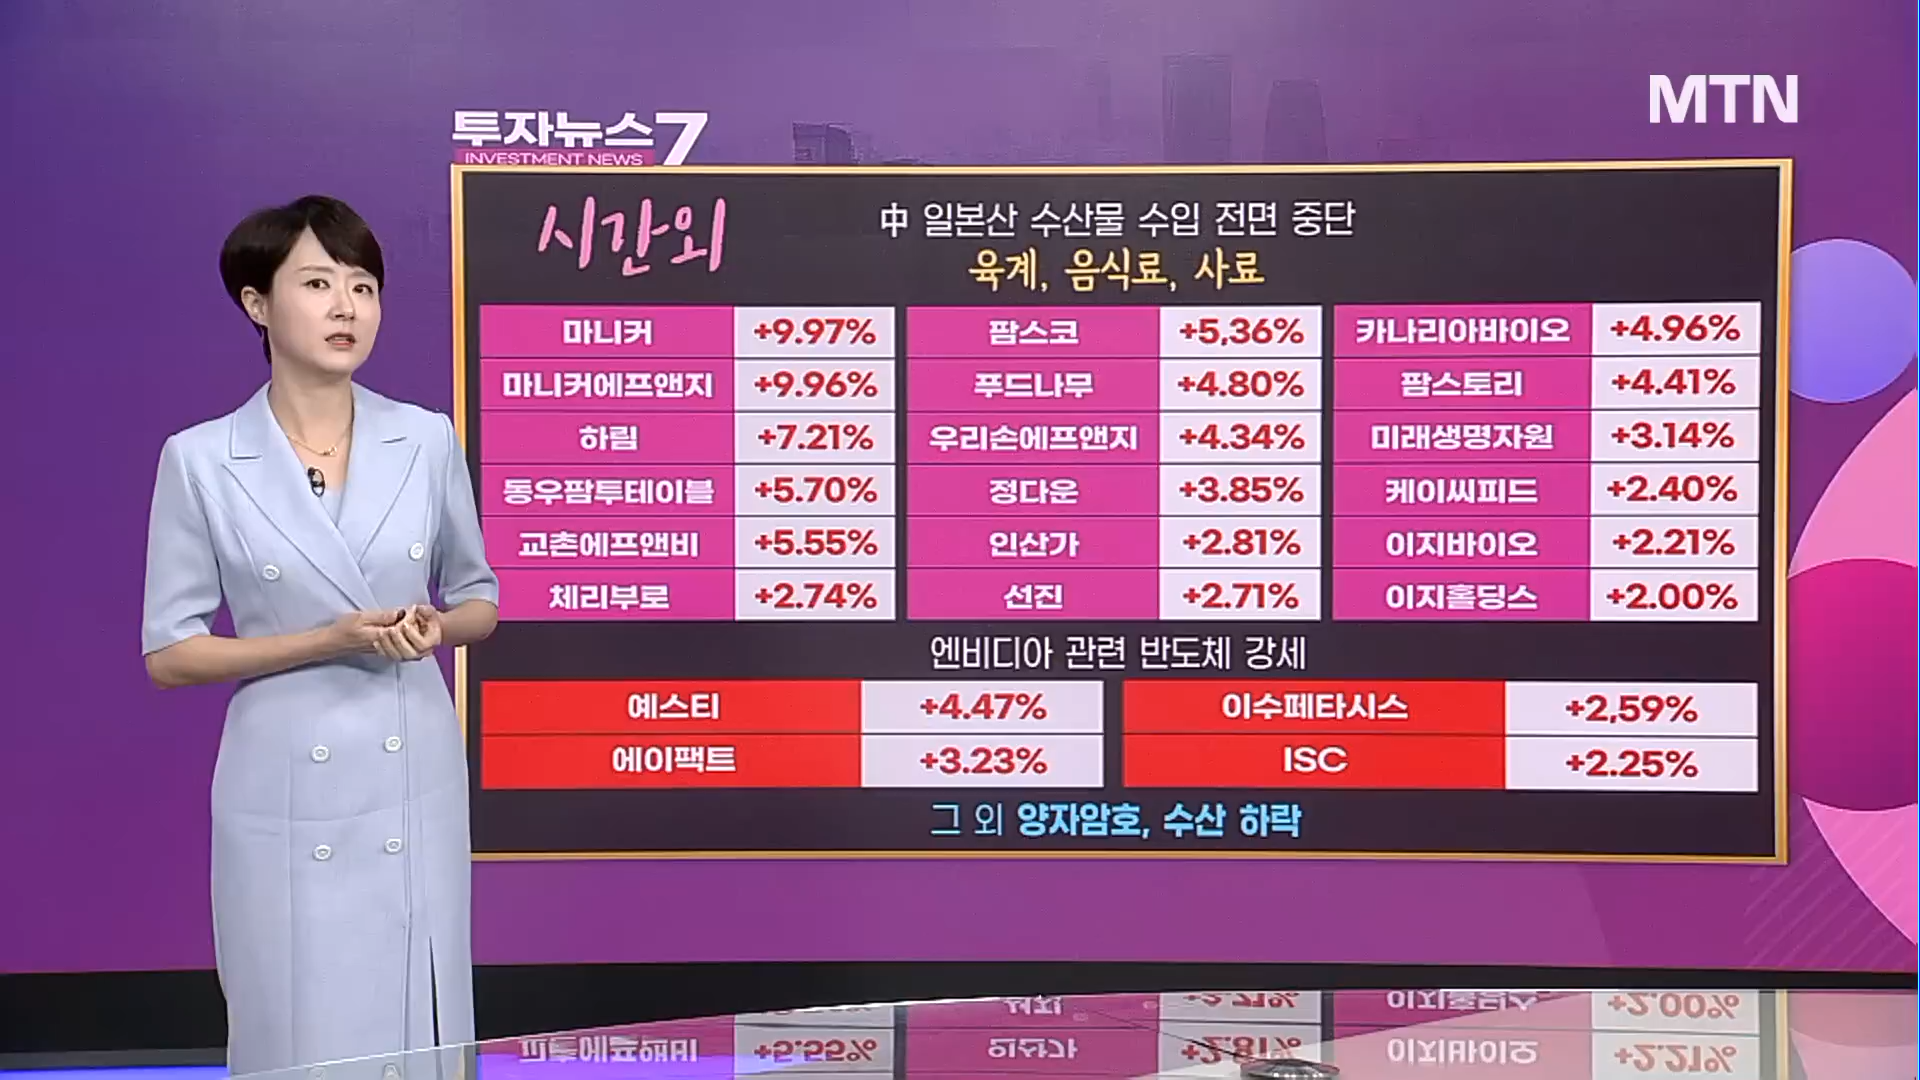 MTN
투자뉴스7
INVESTMENT NEWS
시간외
中 일본산 수산물 수입 전면 중단
육계, 음식료, 사료
마니커 +9.97% 팜스코 +5,36% 카나리아바이오 +4.96%
마니커에프앤지 +9.96% 푸드나무 +4.80% 팜스토리 +4.41%
하림 +7.21% 우리손에프앤지 +4.34% 미래생명자원 +3.14%
동우팜투테이블 +5.70% 정다운 +3.85% 케이씨피드 +2.40%
교촌에프앤비 +5.55% 인산가 +2.81% 이지바이오 +2.21%
체리부로 +2.74% 선진 +2.71% 이지홀딩스 +2.00%
엔비디아 관련 반도체 강세
예스티 +4.47% 이수페타시스 +2,59%
에이팩트 +3.23% ISC +2.25%
그 외 양자암호, 수산 하락